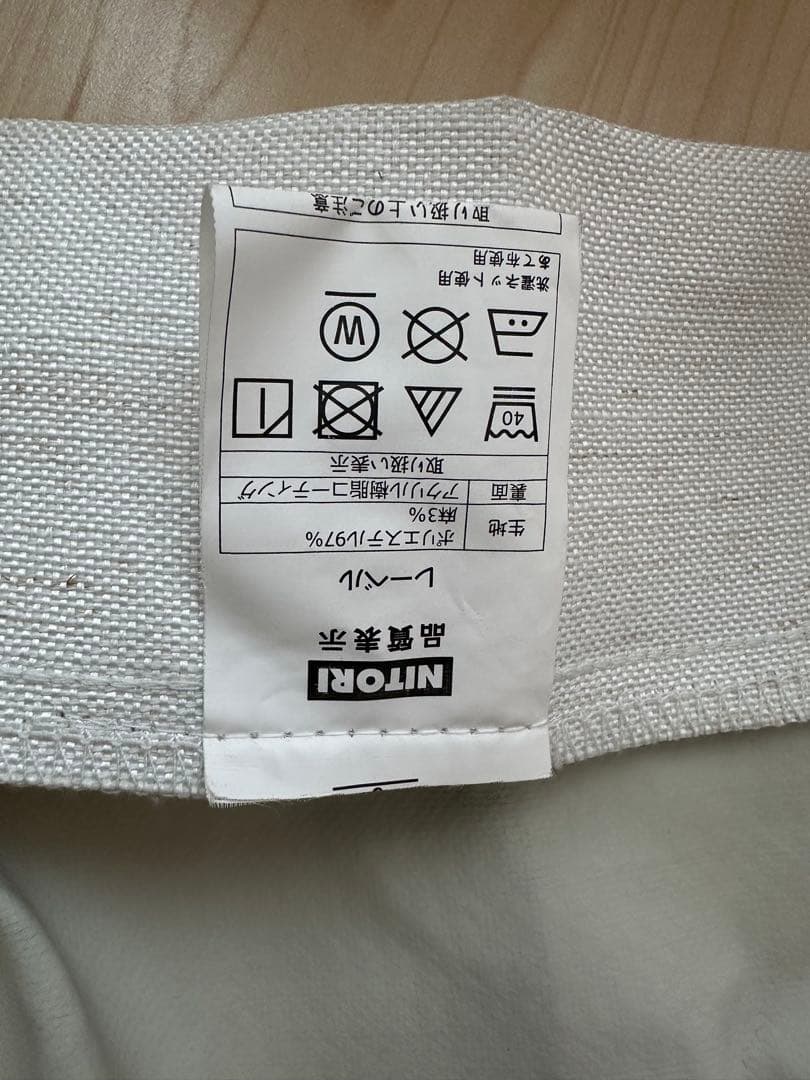 NITORI
品質表示
レーベル
生地 ポリエステル97%
麻3%
裏面 アクリル樹脂コーティング
取り扱い表示
40
W
洗濯ネット使用
あて布使用
取り扱い上のご注意